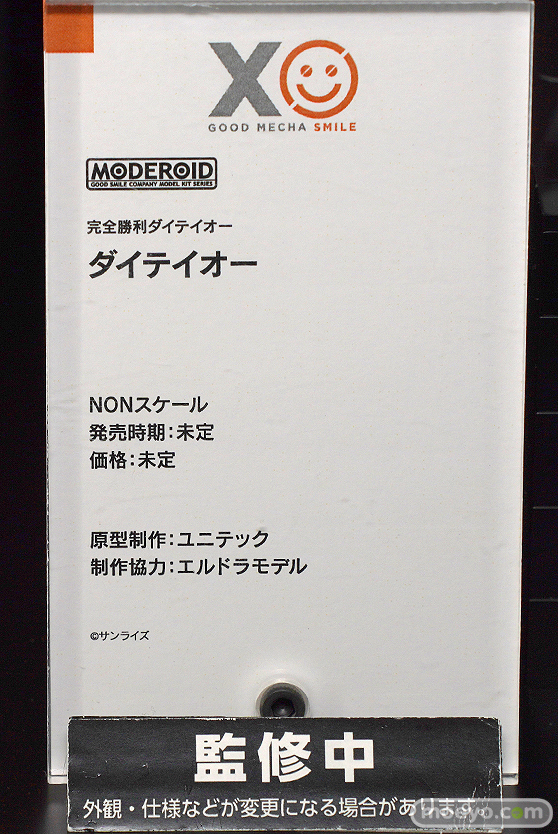 XO
GOOD MECHA SMILE
MODEROID
GOOD SMILE COMPANY MODEL KIT SERIES
完全勝利ダイテイオー
ダイテイオー
NONスケール
発売時期：未定
価格：未定
原型制作：ユニテック
制作協力：エルドラモデル
©サンライズ
監修中
外観・仕様などが変更になる場合があります。
moeyo.com